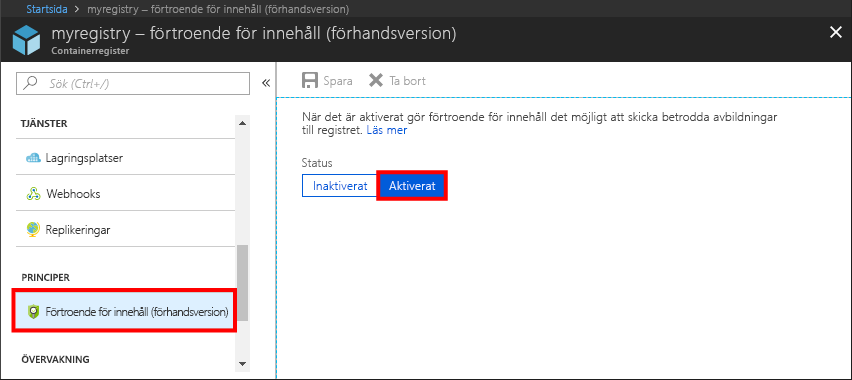 Startsida > myregistry – förtroende för innehåll (förhandsversion)
myregistry – förtroende för innehåll (förhandsversion)
Containerregister
Sök (Ctrl+/)
TJÄNSTER
Lagringsplatser
Webhooks
Replikeringar
PRINCIPER
Förtroende för innehåll (förhandsversion)
ÖVERVAKNING
Spara
Ta bort
När det är aktiverat gör förtroende för innehåll det möjligt att skicka betrodda avbildningar
till registret. Läs mer
Status
Inaktiverat
Aktiverat